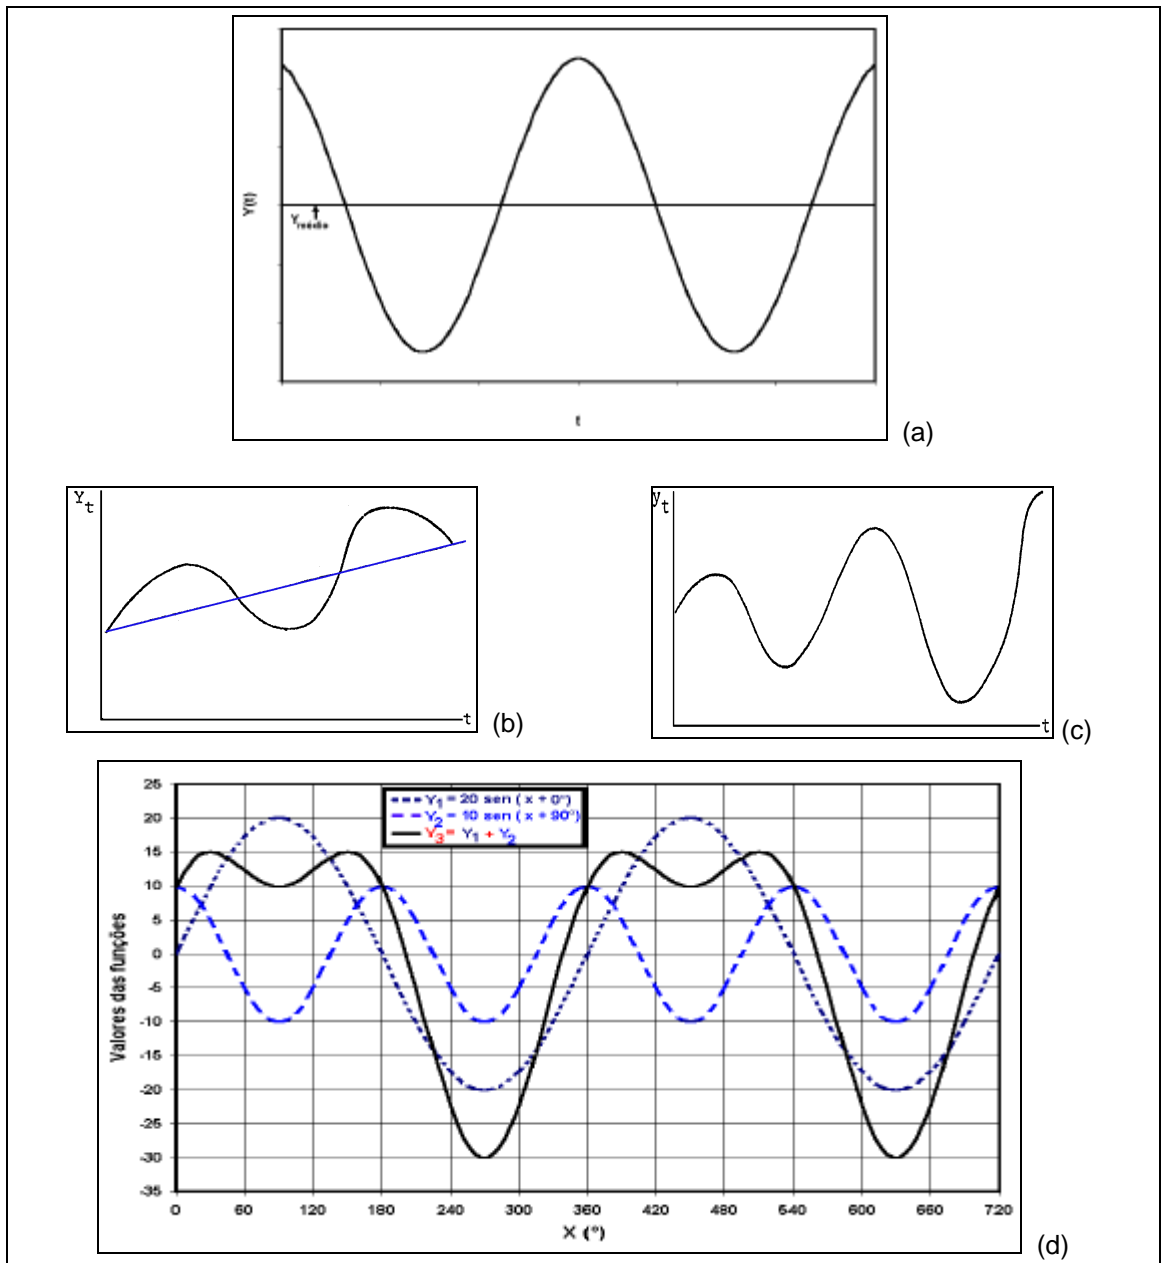 Y(t)
Ymédia
t
(a)
Yt
t
(b)
yt
t
(c)
Y1 = 20 sen ( x + 0°)
Y2 = 10 sen ( x + 90°)
Y3 = Y1 + Y2
Valores das funções
25
20
15
10
5
0
-5
-10
-15
-20
-25
-30
-35
0 60 120 180 240 300 360 420 480 540 600 660 720
X (°)
(d)